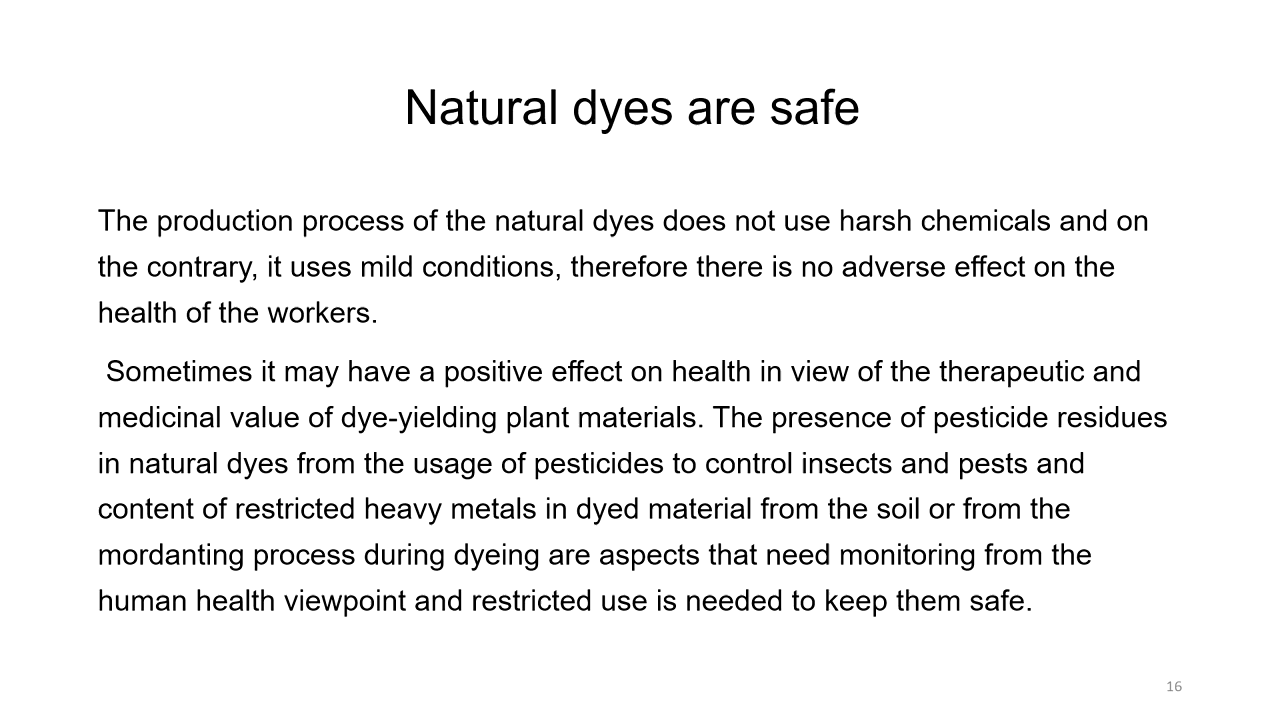 Natural dyes are safe
The production process of the natural dyes does not use harsh chemicals and on
the contrary, it uses mild conditions, therefore there is no adverse effect on the
health of the workers.
Sometimes it may have a positive effect on health in view of the therapeutic and
medicinal value of dye-yielding plant materials. The presence of pesticide residues
in natural dyes from the usage of pesticides to control insects and pests and
content of restricted heavy metals in dyed material from the soil or from the
mordanting process during dyeing are aspects that need monitoring from the
human health viewpoint and restricted use is needed to keep them safe.
16